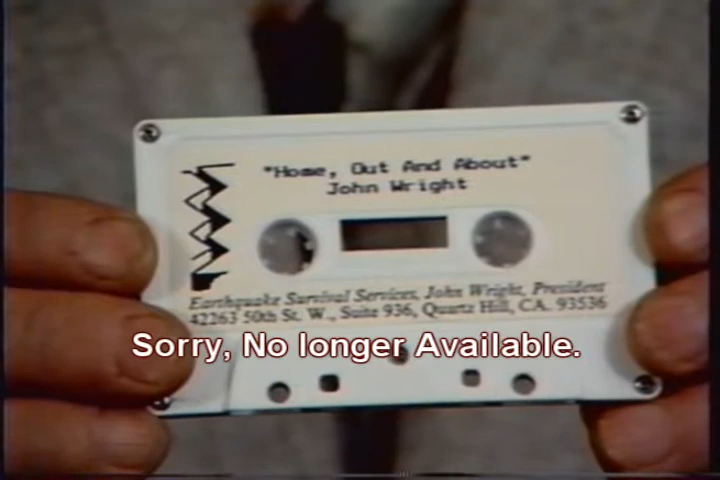 "Home, Out And About"
John Wright
Earthquake Survival Services, John Wright, President
42263 50th St. W., Suite 936, Quartz Hill, CA. 93536
Sorry, No longer Available.